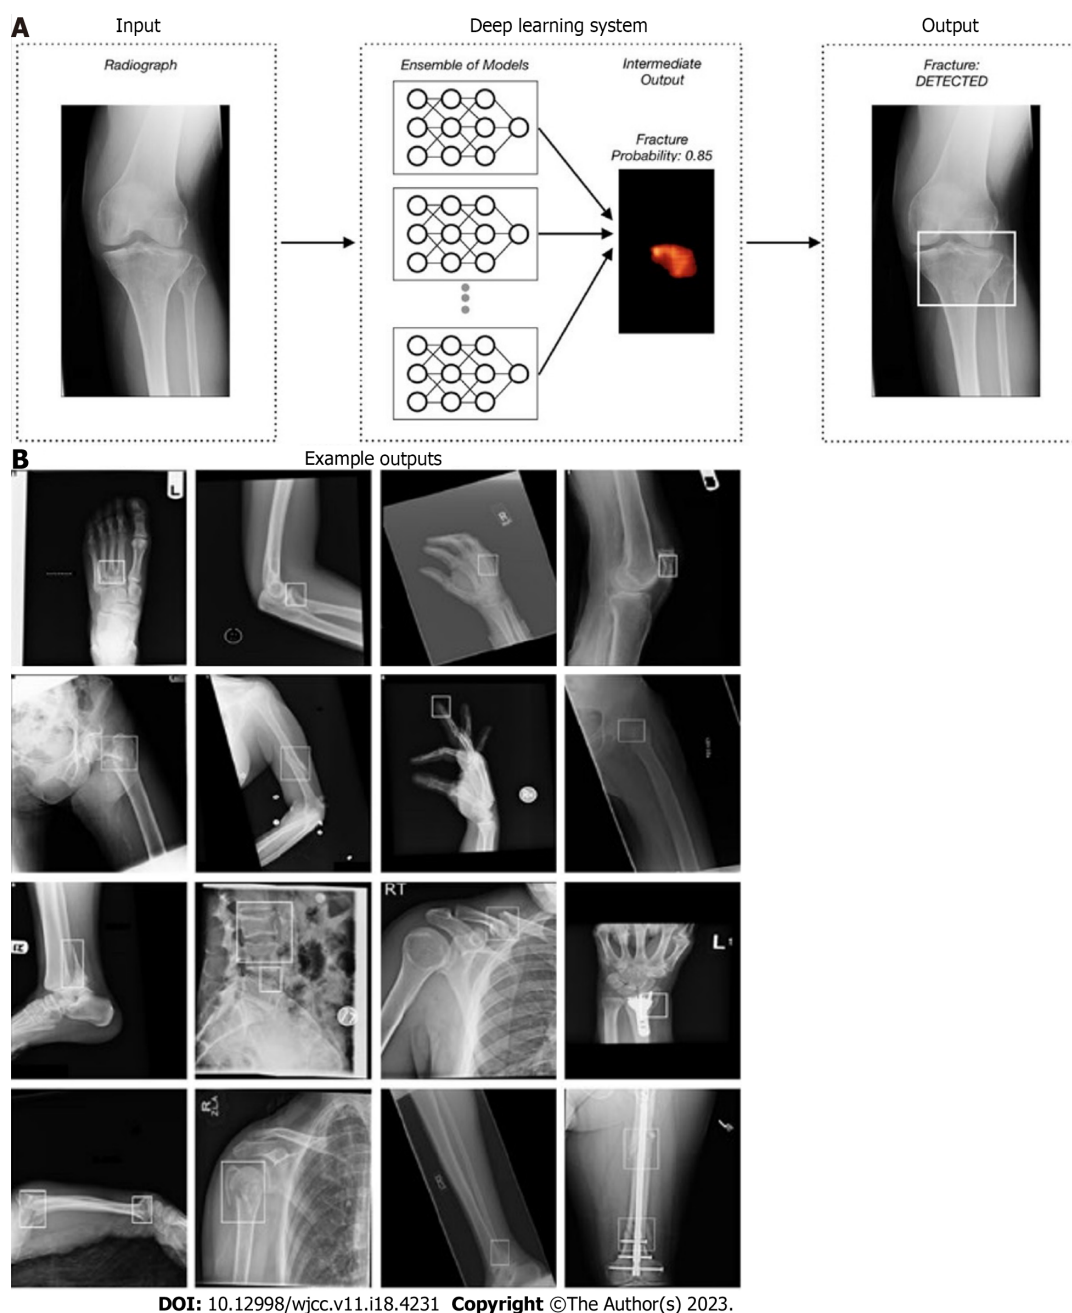 A
Input
Deep learning system
Output
Radiograph
Ensemble of Models
Intermediate
Output
Fracture:
DETECTED
Fracture
Probability: 0.85
B
Example outputs
L
RT
L
R
DOI: 10.12998/wjcc.v11.i18.4231 Copyright ©The Author(s) 2023.